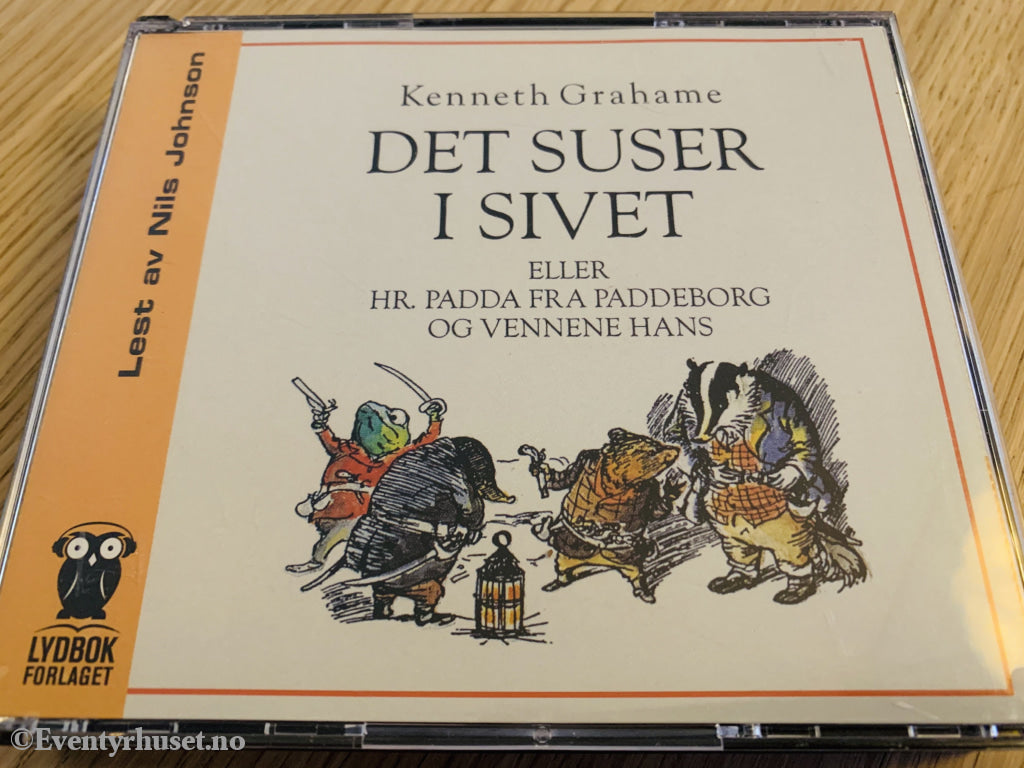 Kenneth Grahame
DET SUSER
I SIVET
ELLER
HR. PADDA FRA PADDEBORG
OG VENNENE HANS
Lest av Nils Johnson
LYDBOK
FORLAGET
©Eventyrhuset.no